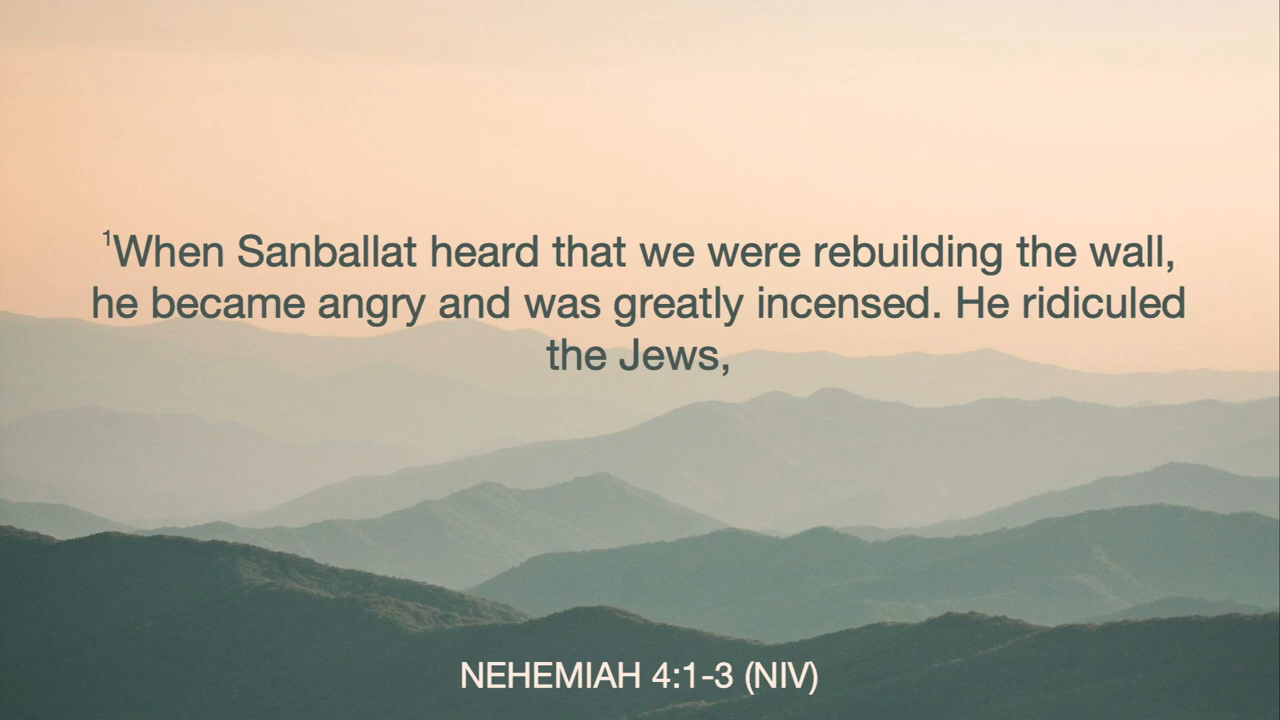 ¹When Sanballat heard that we were rebuilding the wall,
he became angry and was greatly incensed. He ridiculed
the Jews,
NEHEMIAH 4:1-3 (NIV)